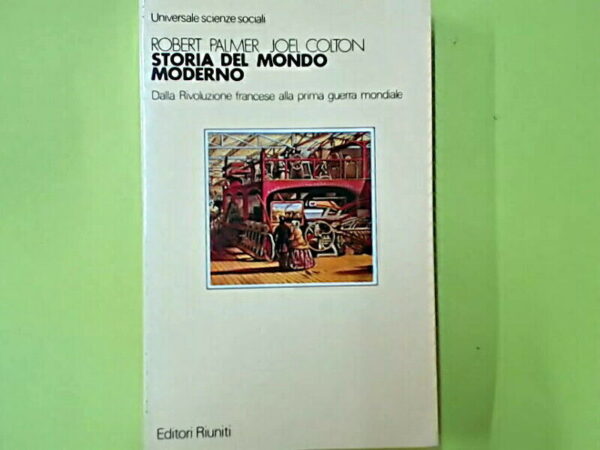 Universale scienze sociali
ROBERT PALMER JOEL COLTON
STORIA DEL MONDO
MODERNO
Dalla Rivoluzione francese alla prima guerra mondiale
Editori Riuniti